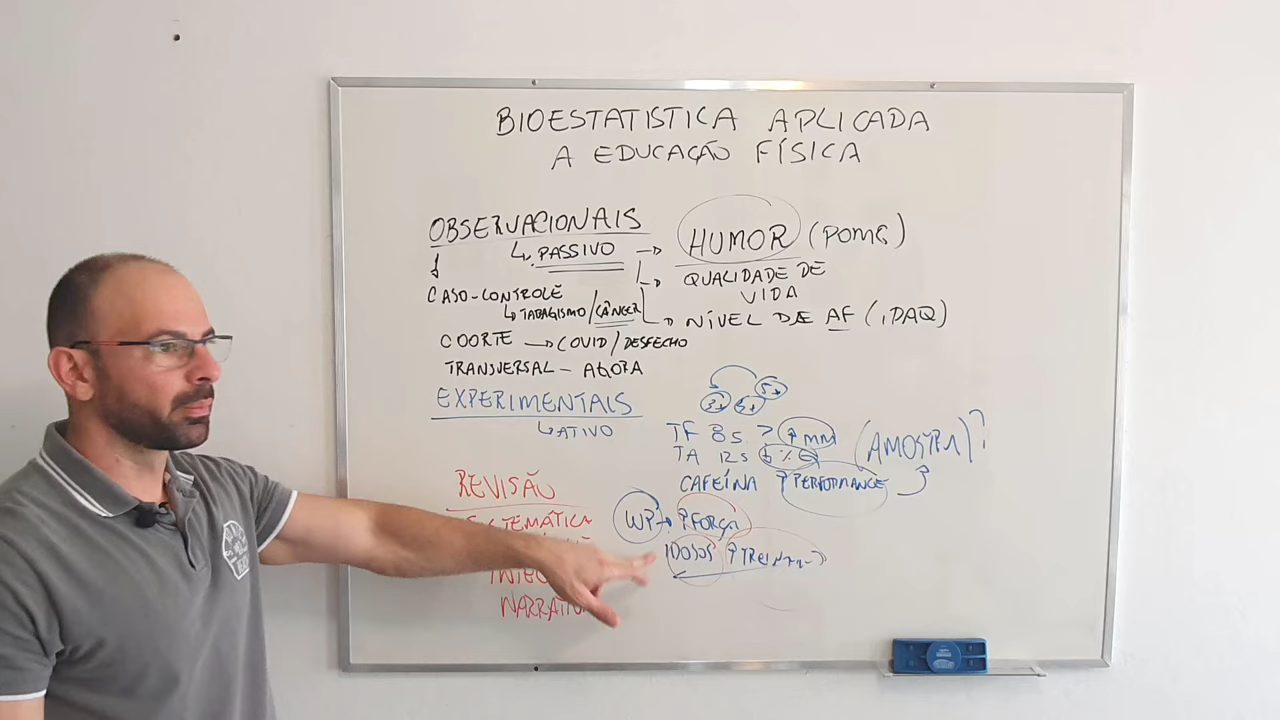 BIOESTATISTICA APLICADA
A EDUCAÇÃO FÍSICA
OBSERVACIONAIS
PASSIVO
HUMOR (POMS)
QUALIDADE DE
VIDA
CASO-CONTROLE
TABAGISMO/CÂNCER
NÍVEL DE AF (IPAQ)
COORTE → COVID/DESFECHO
TRANSVERSAL - AGORA
EXPERIMENTAIS
ATIVO
TF 8S > ↑MM
TA 12S % G
(AMOSTRA)?
CAFEÍNA ↑PERFORMANCE
REVISÃO
WP → ↑FORÇA
IDOSOS ↑